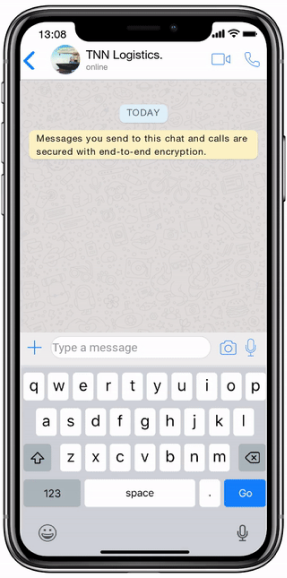 13:08
TNN Logistics.
online
TODAY
Messages you send to this chat and calls are
secured with end-to-end encryption.
Type a message
q w e r t y u i o p
a s d f g h j k l
z x c v b n m
123 space . Go